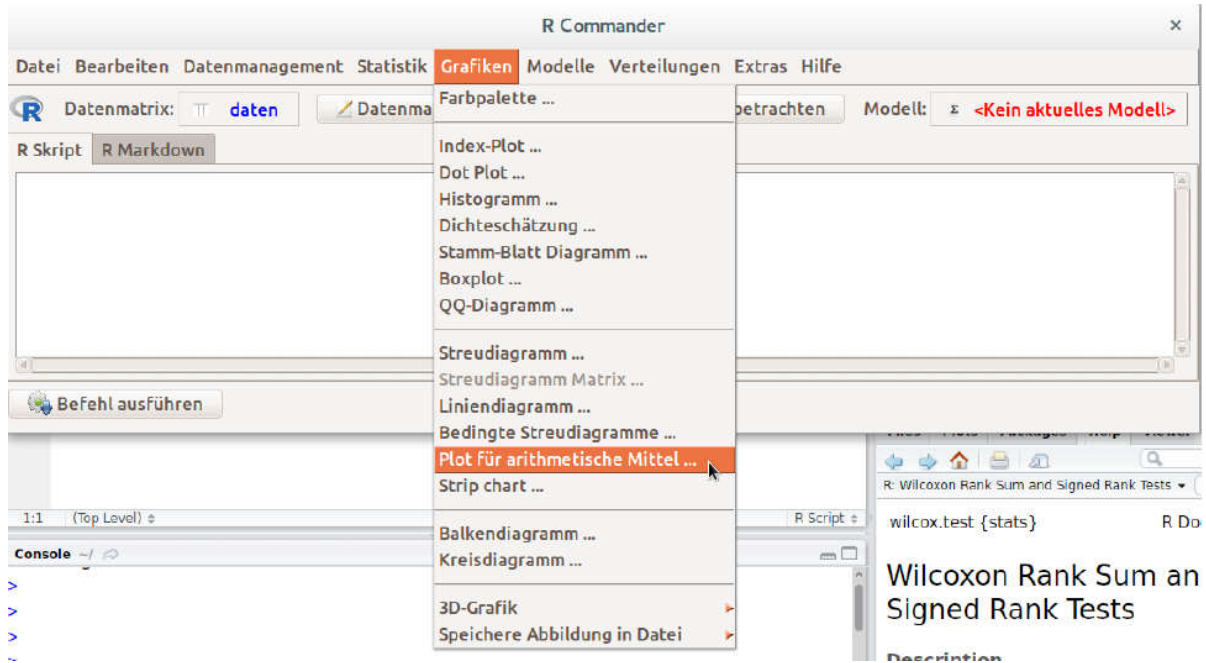 R Commander ×
Datei Bearbeiten Datenmanagement Statistik Grafiken Modelle Verteilungen Extras Hilfe
R Datenmatrix: daten Datenma betrachten Modell: Σ <Kein aktuelles Modell>
R Skript R Markdown
Farbpalette ...
Index-Plot ...
Dot Plot ...
Histogramm ...
Dichteschätzung ...
Stamm-Blatt Diagramm ...
Boxplot ...
QQ-Diagramm ...
Streudiagramm ...
Streudiagramm Matrix ...
Liniendiagramm ...
Bedingte Streudiagramme ...
Plot für arithmetische Mittel ...
Strip chart ...
Balkendiagramm ...
Kreisdiagramm ...
3D-Grafik
Speichere Abbildung in Datei
Befehl ausführen
1:1 (Top Level) R Script
Console ~/
>
>
>
R: Wilcoxon Rank Sum and Signed Rank Tests
wilcox.test {stats} R Do
Wilcoxon Rank Sum an
Signed Rank Tests
Description